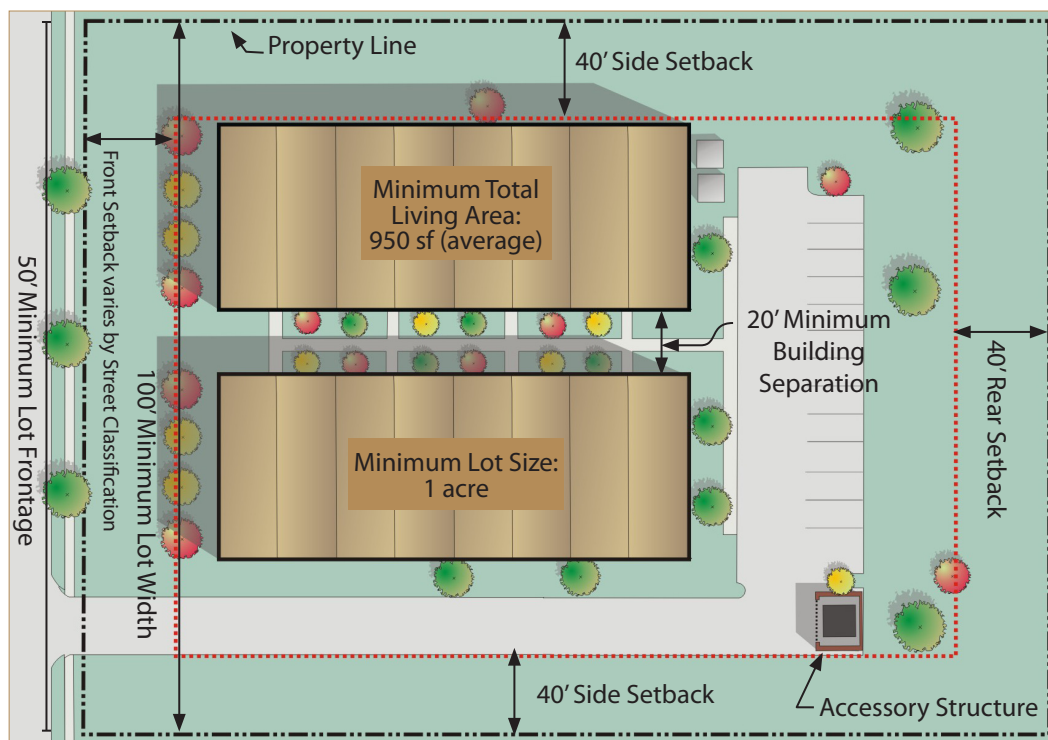 Property Line
40’ Side Setback
Front Setback varies by Street Classification
Minimum Total
Living Area:
950 sf (average)
50’ Minimum Lot Frontage
100’ Minimum Lot Width
20’ Minimum
Building
Separation
40’ Rear Setback
Minimum Lot Size:
1 acre
40’ Side Setback
Accessory Structure